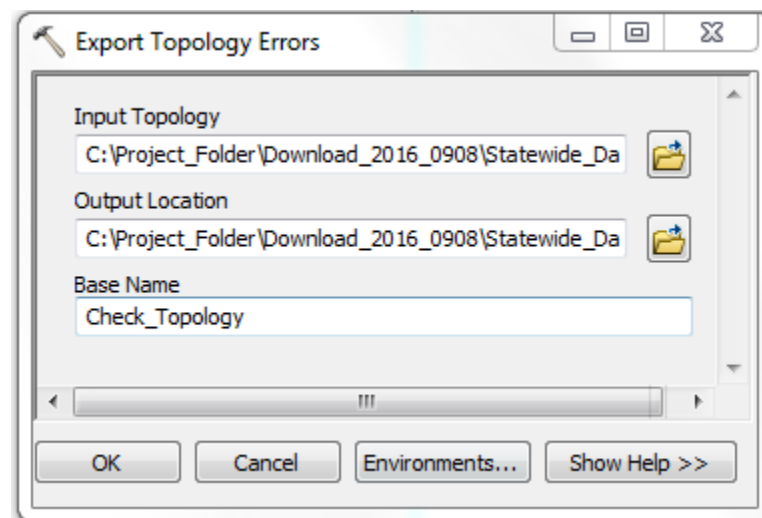 Export Topology Errors
Input Topology
C:\Project_Folder\Download_2016_0908\Statewide_Da
Output Location
C:\Project_Folder\Download_2016_0908\Statewide_Da
Base Name
Check_Topology
OK Cancel Environments... Show Help >>